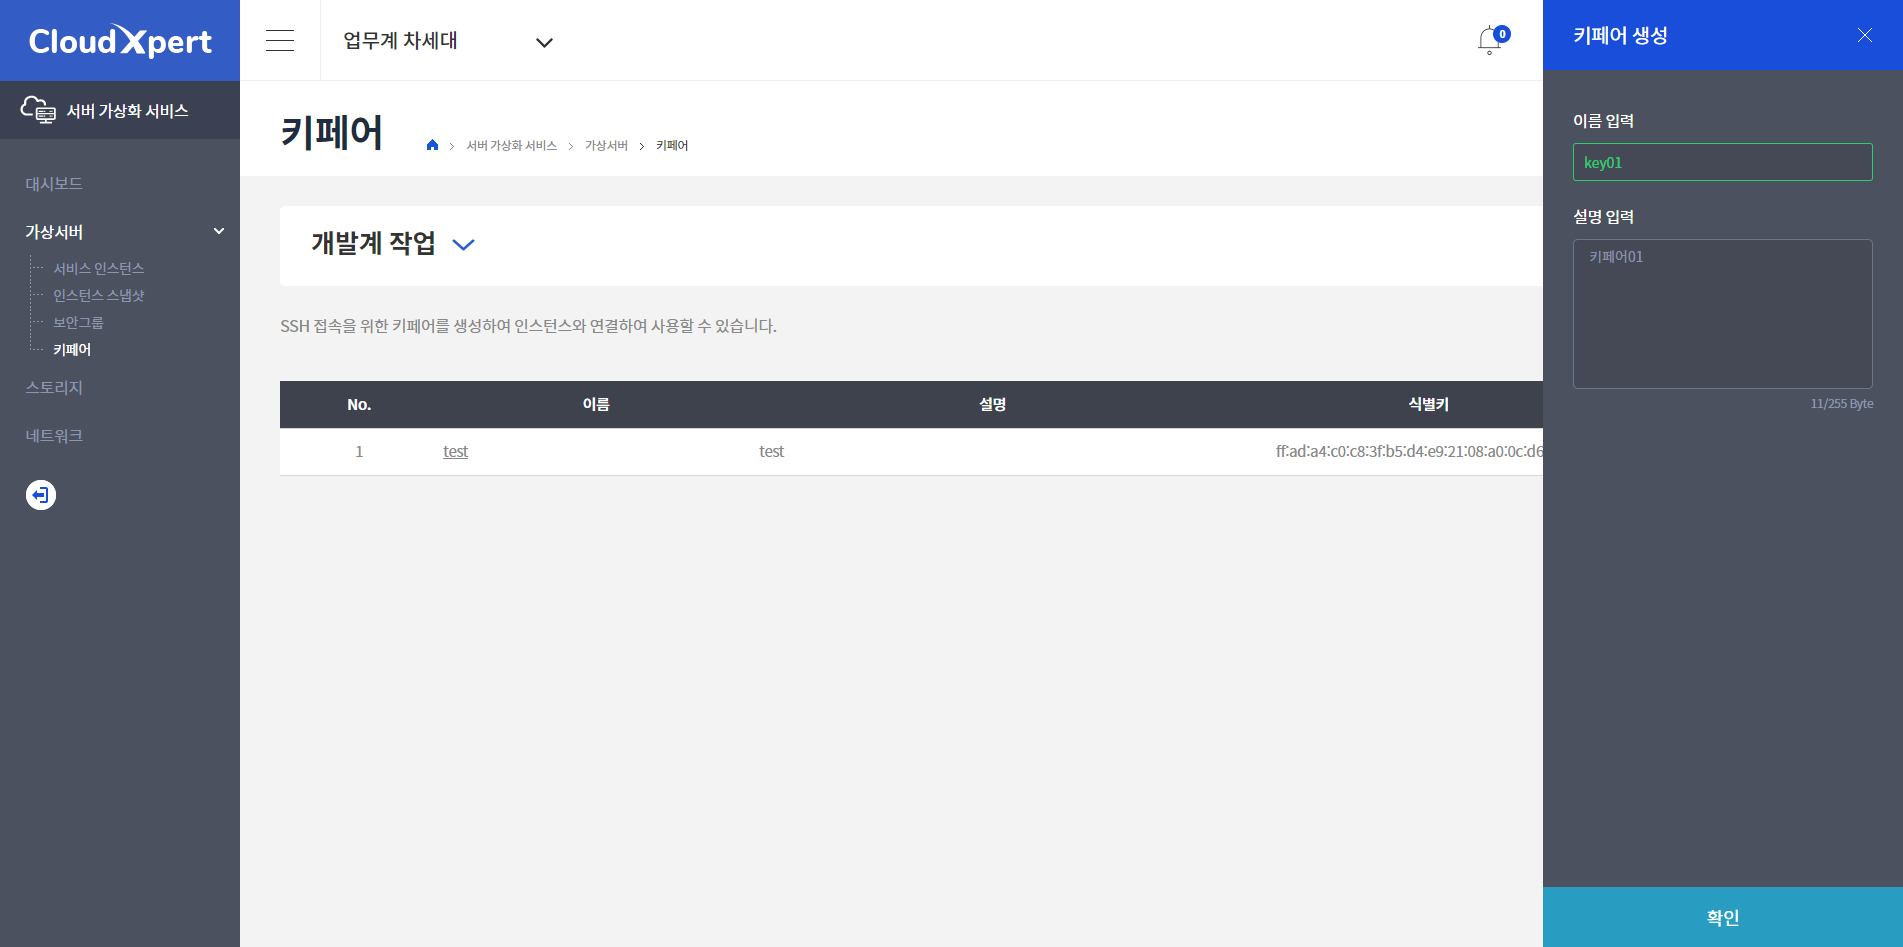 CloudXpert
서버 가상화 서비스
대시보드
가상서버
서비스 인스턴스
인스턴스 스냅샷
보안그룹
키페어
스토리지
네트워크
업무계 차세대
0
키페어
서버 가상화 서비스
가상서버
키페어
개발계 작업
SSH 접속을 위한 키페어를 생성하여 인스턴스와 연결하여 사용할 수 있습니다.
No. 이름 설명 식별키
1 test test ff:ad:a4:c0:c8:3f:b5:d4:e9:21:08:a0:0c:d6
키페어 생성
이름 입력
key01
설명 입력
키페어01
11/255 Byte
확인